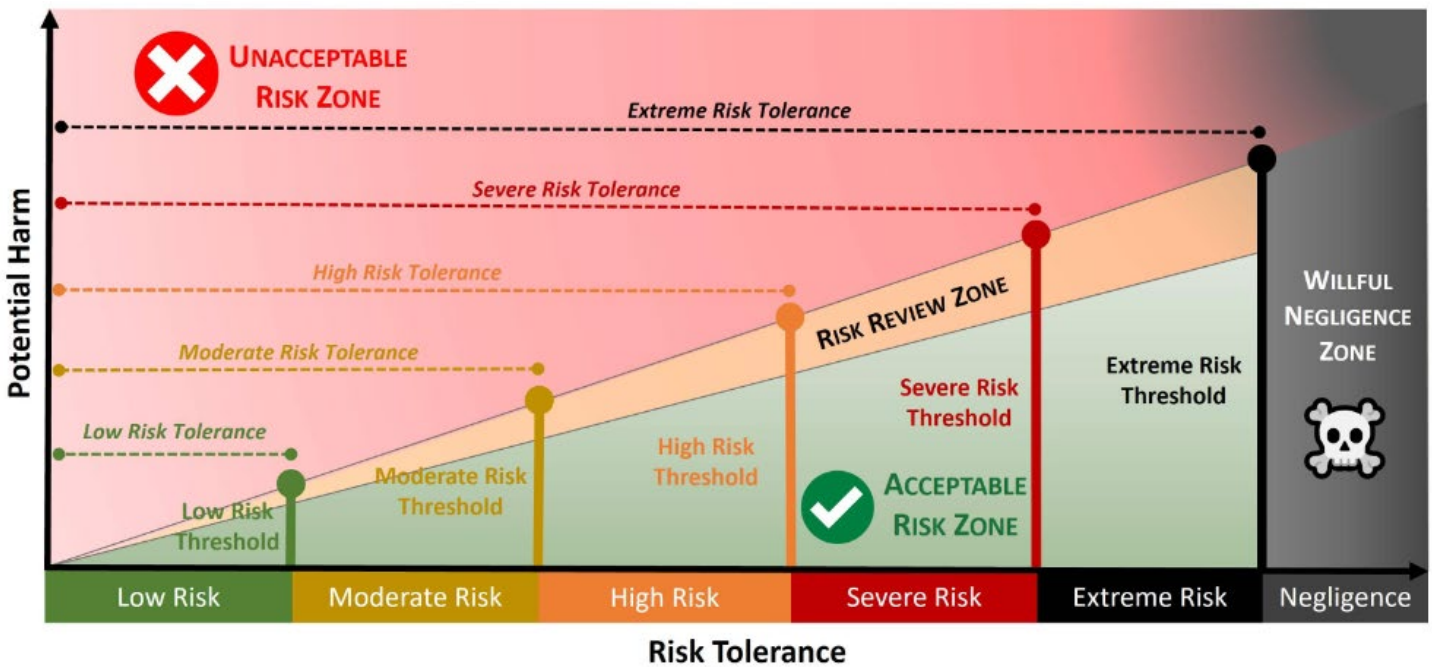 UNACCEPTABLE
RISK ZONE
Extreme Risk Tolerance
Severe Risk Tolerance
High Risk Tolerance
Moderate Risk Tolerance
Low Risk Tolerance
Potential Harm
RISK REVIEW ZONE
WILLFUL
NEGLIGENCE
ZONE
Extreme Risk
Threshold
Severe Risk
Threshold
High Risk
Threshold
Moderate Risk
Threshold
Low Risk
Threshold
ACCEPTABLE
RISK ZONE
Low Risk
Moderate Risk
High Risk
Severe Risk
Extreme Risk
Negligence
Risk Tolerance